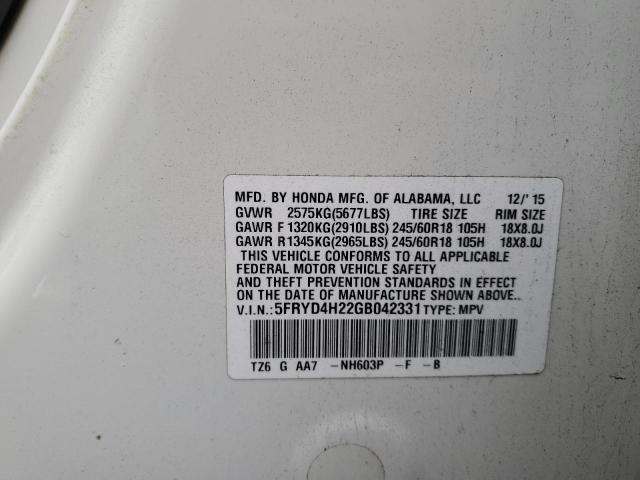 MFD. BY HONDA MFG. OF ALABAMA, LLC 12/'15
GVWR 2575KG(5677LBS) TIRE SIZE RIM SIZE
GAWR F 1320KG(2910LBS) 245/60R18 105H 18X8.0J
GAWR R1345KG(2965LBS) 245/60R18 105H 18X8.0J
THIS VEHICLE CONFORMS TO ALL APPLICABLE
FEDERAL MOTOR VEHICLE SAFETY
AND THEFT PREVENTION STANDARDS IN EFFECT
ON THE DATE OF MANUFACTURE SHOWN ABOVE..
V.I.N.: 5FRYD4H22GB042331 TYPE: MPV
TZ6 G AA7 -NH603P -F -B